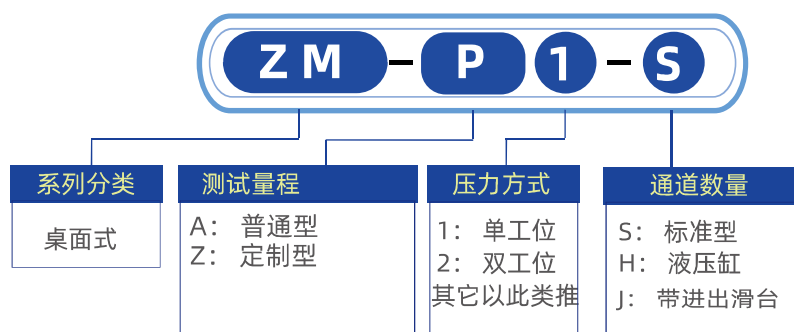 ZM-P1-S
系列分类
桌面式
测试量程
A： 普通型
Z： 定制型
压力方式
1： 单工位
2： 双工位
其它以此类推
通道数量
S： 标准型
H： 液压缸
J： 带进出滑台